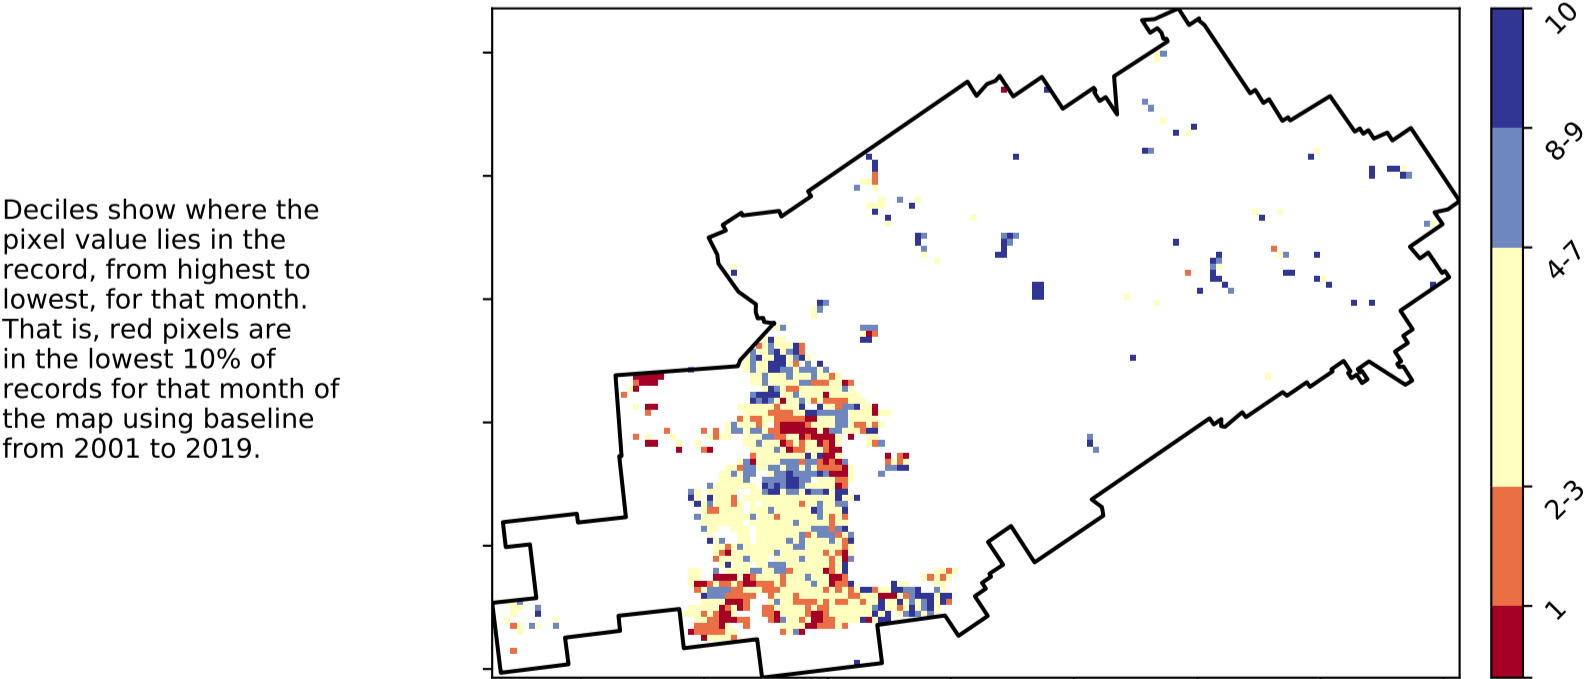 Deciles show where the
pixel value lies in the
record, from highest to
lowest, for that month.
That is, red pixels are
in the lowest 10% of
records for that month of
the map using baseline
from 2001 to 2019.
10
8-9
4-7
2-3
1